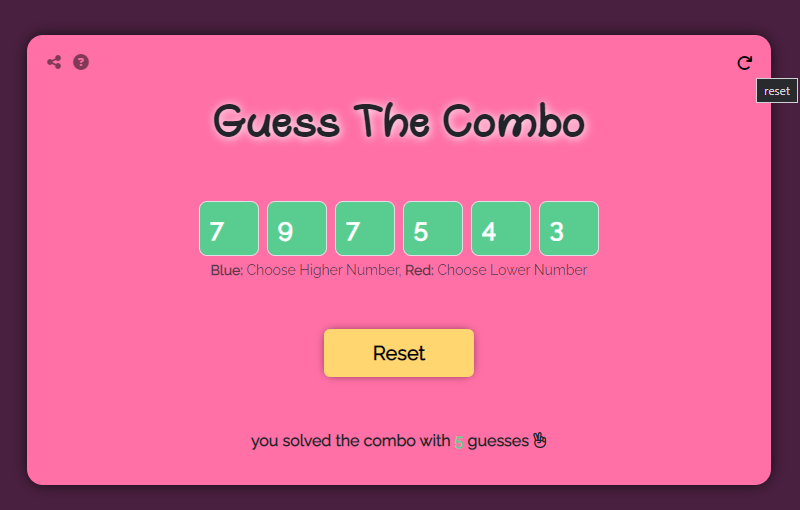 reset
Guess The Combo
7 9 7 5 4 3
Blue: Choose Higher Number, Red: Choose Lower Number
Reset
you solved the combo with 5 guesses